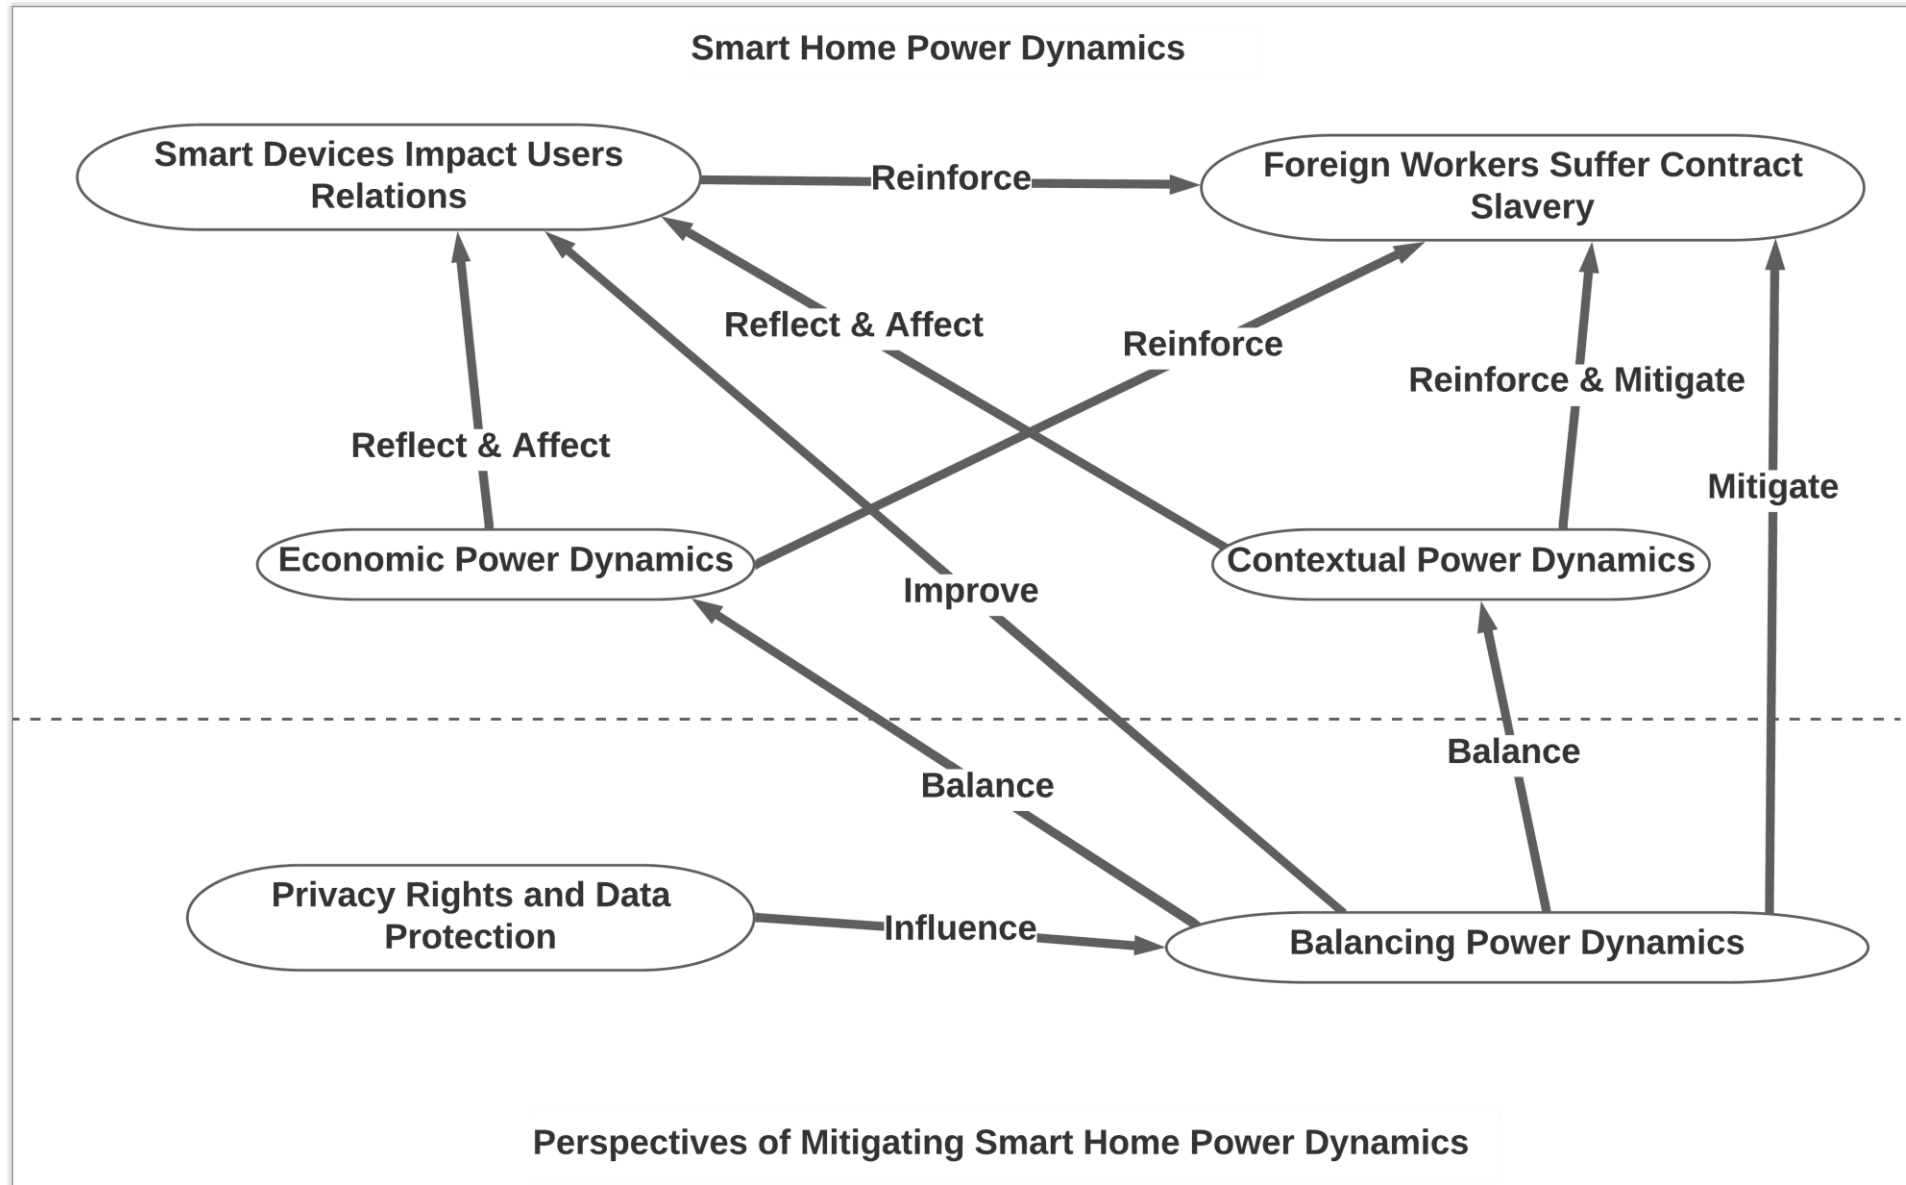 Smart Home Power Dynamics
Smart Devices Impact Users
Relations
Reinforce
Foreign Workers Suffer Contract
Slavery
Reflect & Affect
Reinforce
Reinforce & Mitigate
Reflect & Affect
Mitigate
Economic Power Dynamics
Improve
Contextual Power Dynamics
Balance
Balance
Privacy Rights and Data
Protection
Influence
Balancing Power Dynamics
Perspectives of Mitigating Smart Home Power Dynamics